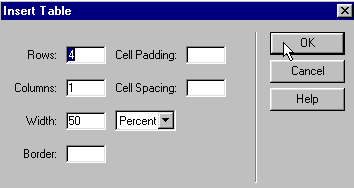 Insert Table
Rows: 4 Cell Padding: OK
Cancel
Columns: 1 Cell Spacing:
Help
Width: 50 Percent
Border: